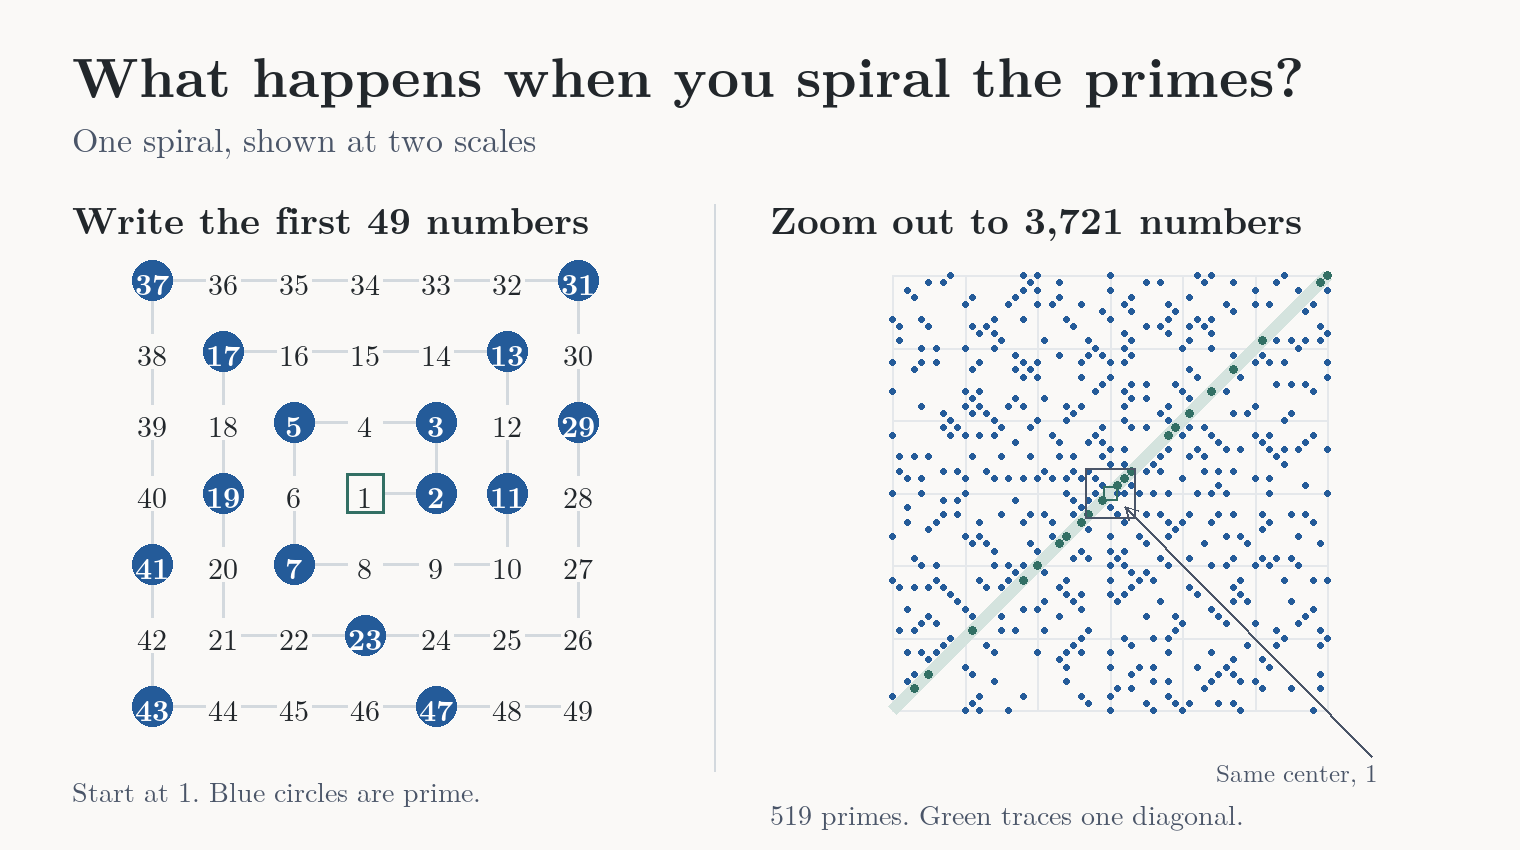 What happens when you spiral the primes?
One spiral, shown at two scales
Write the first 49 numbers
37 36 35 34 33 32 31
38 17 16 15 14 13 30
39 18 5 4 3 12 29
40 19 6 1 2 11 28
41 20 7 8 9 10 27
42 21 22 23 24 25 26
43 44 45 46 47 48 49
Start at 1. Blue circles are prime.
Zoom out to 3,721 numbers
Same center, 1
519 primes. Green traces one diagonal.